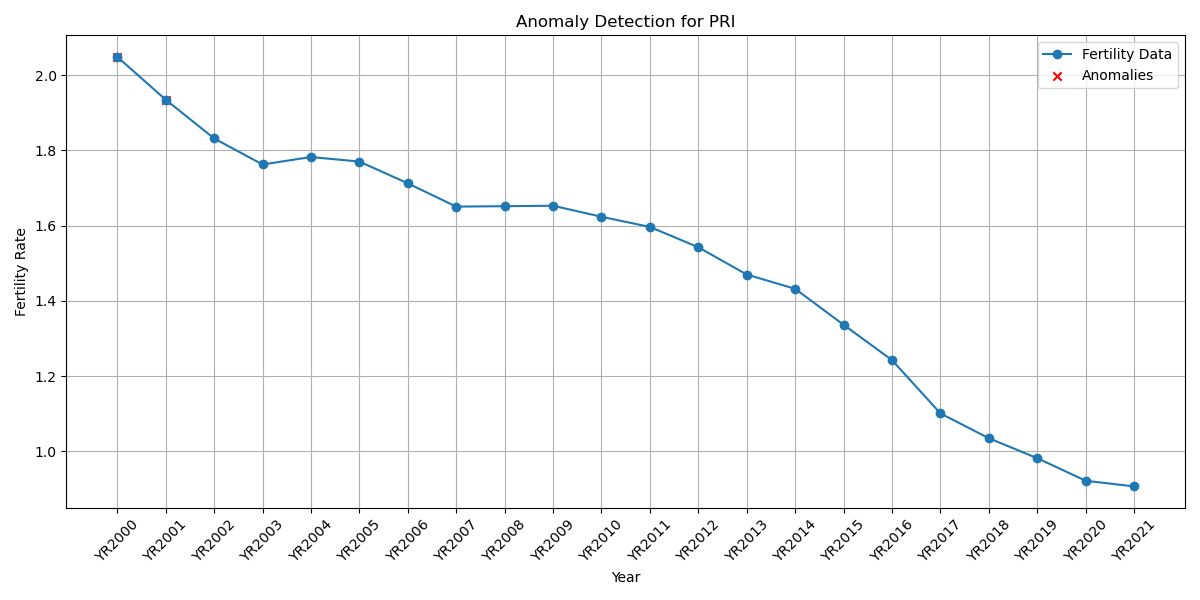 Anomaly Detection for PRI
Fertility Data
Anomalies
Fertility Rate
2.0
1.8
1.6
1.4
1.2
1.0
YR2000
YR2001
YR2002
YR2003
YR2004
YR2005
YR2006
YR2007
YR2008
YR2009
YR2010
YR2011
YR2012
YR2013
YR2014
YR2015
YR2016
YR2017
YR2018
YR2019
YR2020
YR2021
Year